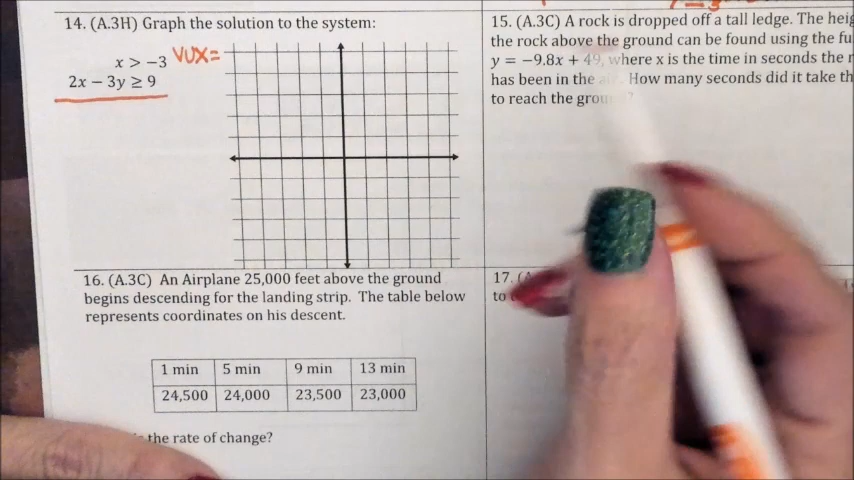 14. (A.3H) Graph the solution to the system:
x > −3
VUX=
2x − 3y ≥ 9
15. (A.3C) A rock is dropped off a tall ledge. The
the rock above the ground can be found using the
y = −9.8x + 49, where x is the time in seconds the
has been in the How many seconds did it take
to reach the
16. (A.3C) An Airplane 25,000 feet above the ground
begins descending for the landing strip. The table below
represents coordinates on his descent.
1 min 5 min 9 min 13 min
24,500 24,000 23,500 23,000
the rate of change?
17.
to